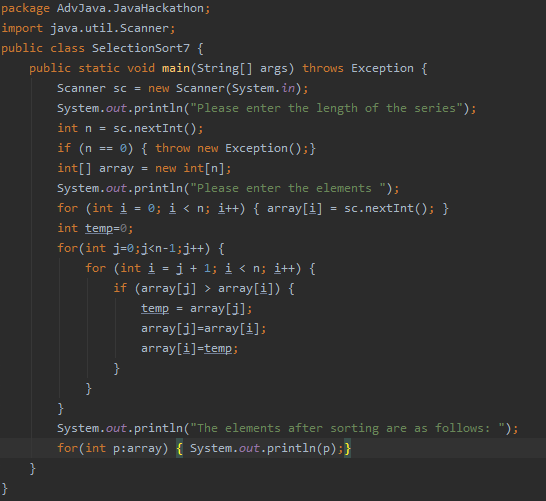 package AdvJava.JavaHackathon;
import java.util.Scanner;
public class SelectionSort7 {
    public static void main(String[] args) throws Exception {
        Scanner sc = new Scanner(System.in);
        System.out.println("Please enter the length of the series");
        int n = sc.nextInt();
        if (n == 0) { throw new Exception();}
        int[] array = new int[n];
        System.out.println("Please enter the elements ");
        for (int i = 0; i < n; i++) { array[i] = sc.nextInt(); }
        int temp=0;
        for(int j=0;j<n-1;j++) {
            for (int i = j + 1; i < n; i++) {
                if (array[j] > array[i]) {
                    temp = array[j];
                    array[j]=array[i];
                    array[i]=temp;
                }
            }
        }
        System.out.println("The elements after sorting are as follows: ");
        for(int p:array) { System.out.println(p);}
    }
}